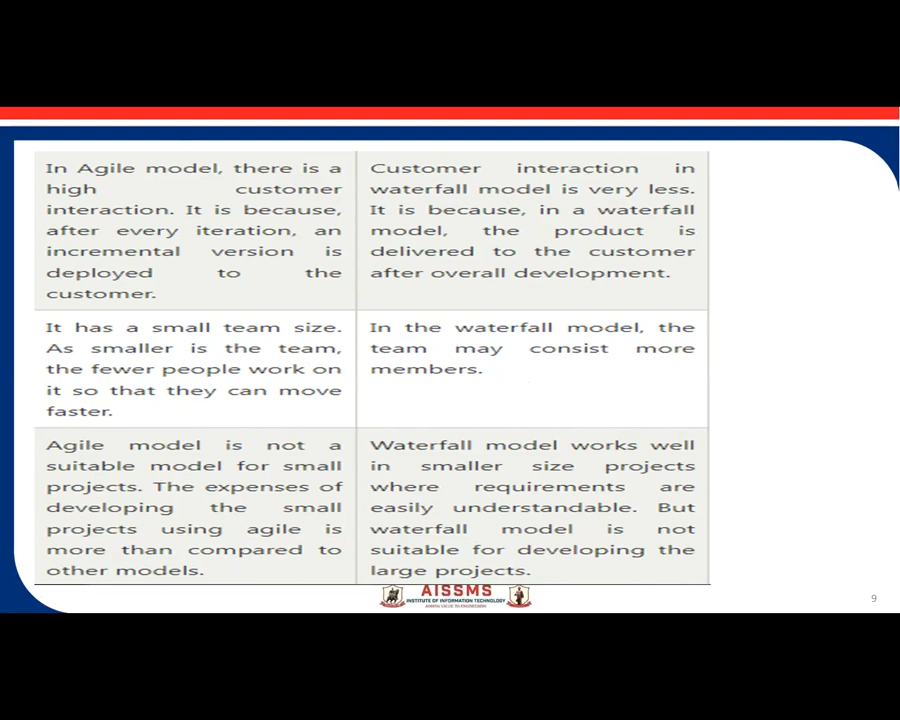 In Agile model, there is a
high customer
interaction. It is because,
after every iteration, an
incremental version is
deployed to the
customer.
Customer interaction in
waterfall model is very less.
It is because, in a waterfall
model, the product is
delivered to the customer
after overall development.
It has a small team size.
As smaller is the team,
the fewer people work on
it so that they can move
faster.
In the waterfall model, the
team may consist more
members.
Agile model is not a
suitable model for small
projects. The expenses of
developing the small
projects using agile is
more than compared to
other models.
Waterfall model works well
in smaller size projects
where requirements are
easily understandable. But
waterfall model is not
suitable for developing the
large projects.
AISSMS
INSTITUTE OF INFORMATION TECHNOLOGY
ADDING VALUE TO ENGINEERING
9